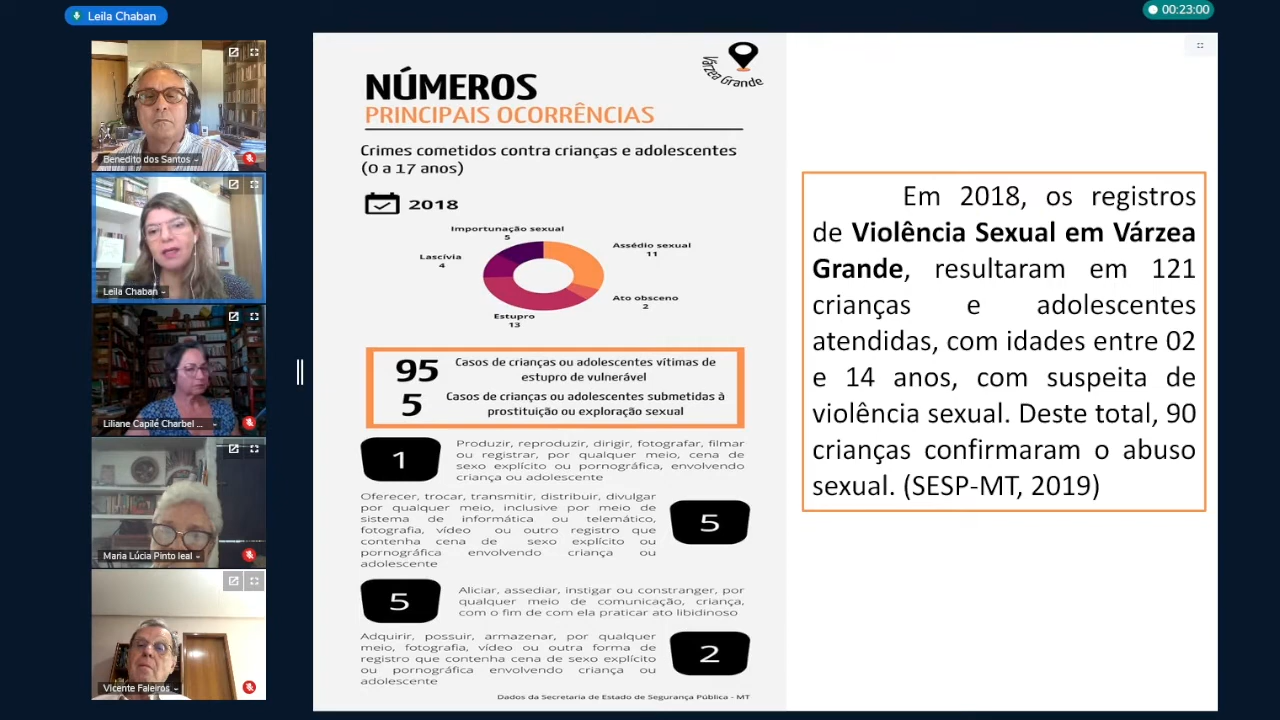 Leila Chaban
00:23:00
Benedito dos Santos
Leila Chaban
Liliane Capilé Charbel ...
Maria Lúcia Pinto leal
Vicente Faleiros
Várzea Grande
NÚMEROS
PRINCIPAIS OCORRÊNCIAS
Crimes cometidos contra crianças e adolescentes
(0 a 17 anos)
2018
Importunação sexual
5
Assédio sexual
11
Lascívia
4
Ato obsceno
2
Estupro
13
95
Casos de crianças ou adolescentes vítimas de
estupro de vulnerável
5
Casos de crianças ou adolescentes submetidas à
prostituição ou exploração sexual
1
Produzir, reproduzir, dirigir, fotografar, filmar
ou registrar, por qualquer meio, cena de
sexo explícito ou pornográfica, envolvendo
criança ou adolescente
Oferecer, trocar, transmitir, distribuir, divulgar
por qualquer meio, inclusive por meio de
sistema de informática ou telemático,
fotografia, vídeo ou outro registro que
contenha cena de sexo explícito ou
pornográfica envolvendo criança ou
adolescente
5
5
Aliciar, assediar, instigar ou constranger, por
qualquer meio de comunicação, criança,
com o fim de com ela praticar ato libidinoso
Adquirir, possuir, armazenar, por qualquer
meio, fotografia, vídeo ou outra forma de
registro que contenha cena de sexo explícito
ou pornográfica envolvendo criança ou
adolescente
2
Dados da Secretaria de Estado de Segurança Pública - MT
Em 2018, os registros
de Violência Sexual em Várzea
Grande, resultaram em 121
crianças e adolescentes
atendidas, com idades entre 02
e 14 anos, com suspeita de
violência sexual. Deste total, 90
crianças confirmaram o abuso
sexual. (SESP-MT, 2019)